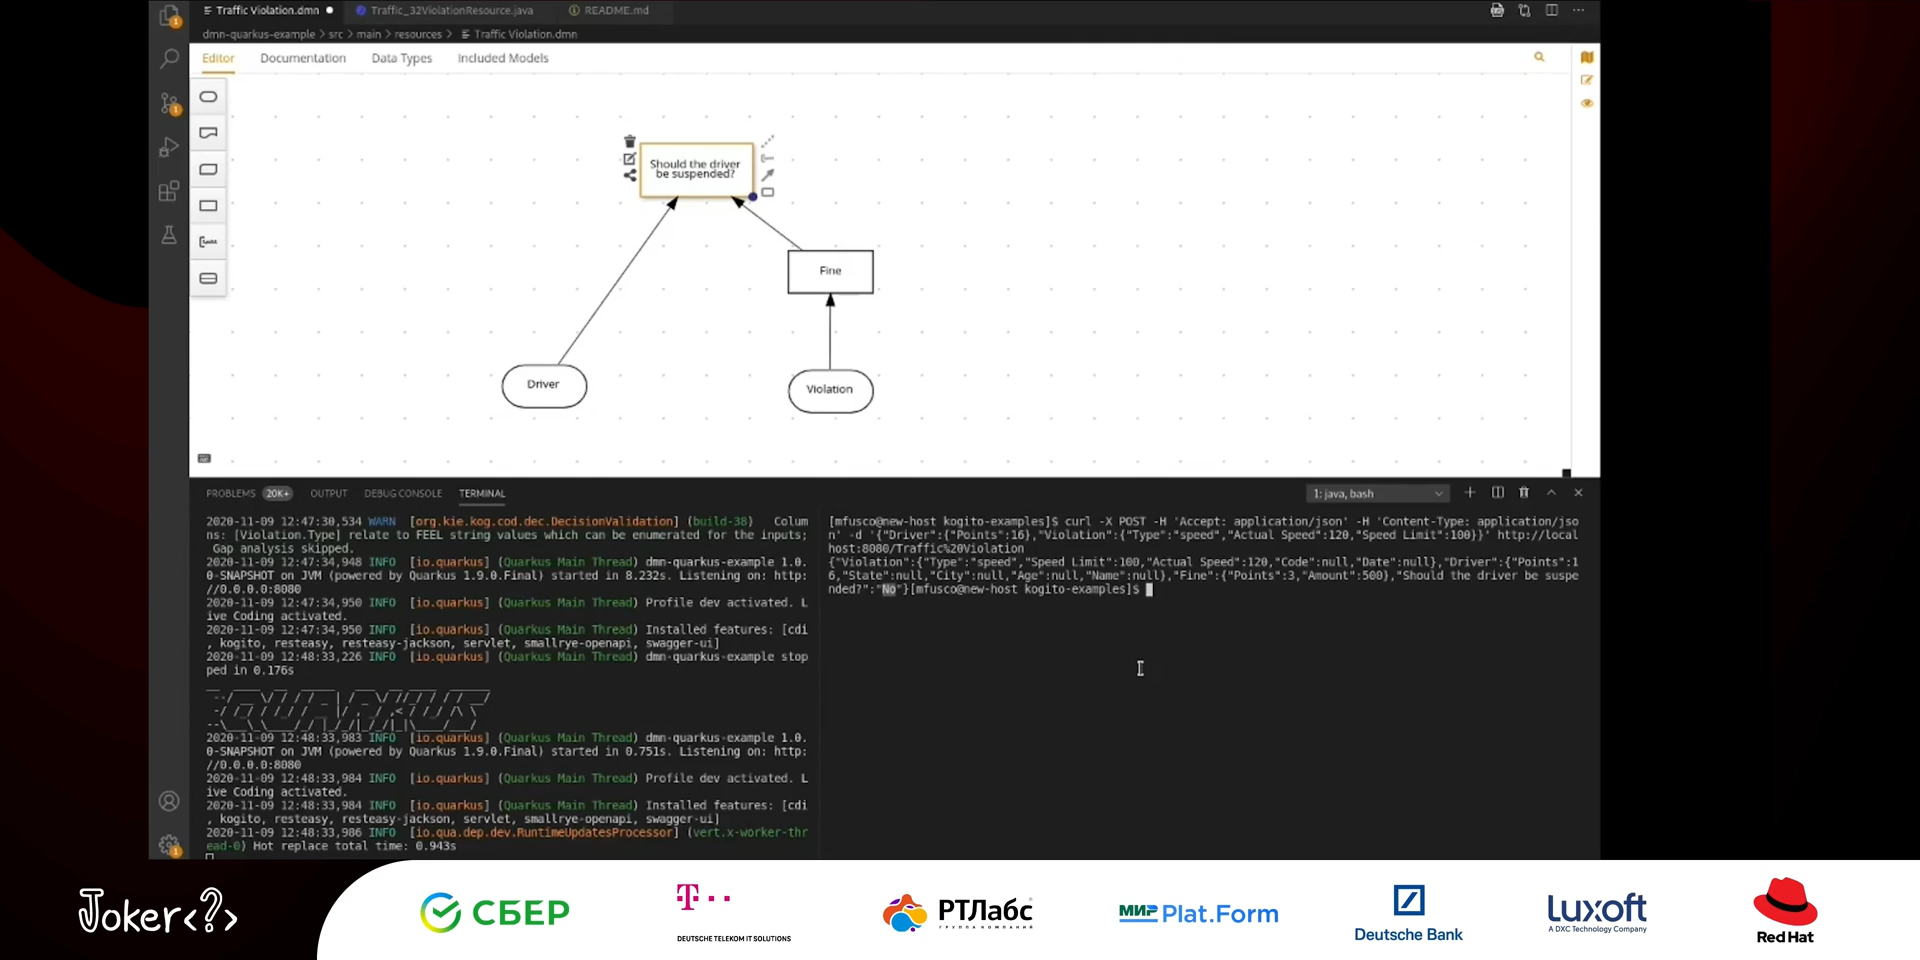 Traffic Violation.dmn
Traffic_32ViolationResource.java
README.md
dmn-quarkus-example > src > main > resources > Traffic Violation.dmn
Editor
Documentation
Data Types
Included Models
Should the driver
be suspended?
Fine
Driver
Violation
PROBLEMS 20K+ OUTPUT DEBUG CONSOLE TERMINAL
1: java, bash
2020-11-09 12:47:30,534 WARN [org.kie.kog.cod.dec.DecisionValidation] (build-38) Colum
ns: [Violation.Type] relate to FEEL string values which can be enumerated for the inputs;
Gap analysis skipped.
2020-11-09 12:47:34,948 INFO [io.quarkus] (Quarkus Main Thread) dmn-quarkus-example 1.0.
0-SNAPSHOT on JVM (powered by Quarkus 1.9.0.Final) started in 8.232s. Listening on: http:
//0.0.0.0:8080
2020-11-09 12:47:34,950 INFO [io.quarkus] (Quarkus Main Thread) Profile dev activated. L
ive Coding activated.
2020-11-09 12:47:34,950 INFO [io.quarkus] (Quarkus Main Thread) Installed features: [cdi
, kogito, resteasy, resteasy-jackson, servlet, smallrye-openapi, swagger-ui]
2020-11-09 12:48:33,226 INFO [io.quarkus] (Quarkus Main Thread) dmn-quarkus-example stop
ped in 0.176s
QUARKUS
2020-11-09 12:48:33,983 INFO [io.quarkus] (Quarkus Main Thread) dmn-quarkus-example 1.0.
0-SNAPSHOT on JVM (powered by Quarkus 1.9.0.Final) started in 0.751s. Listening on: http:
//0.0.0.0:8080
2020-11-09 12:48:33,984 INFO [io.quarkus] (Quarkus Main Thread) Profile dev activated. L
ive Coding activated.
2020-11-09 12:48:33,984 INFO [io.quarkus] (Quarkus Main Thread) Installed features: [cdi
, kogito, resteasy, resteasy-jackson, servlet, smallrye-openapi, swagger-ui]
2020-11-09 12:48:33,986 INFO [io.qua.dep.dev.RuntimeUpdatesProcessor] (vert.x-worker-thr
ead-0) Hot replace total time: 0.943s
[mfusco@new-host kogito-examples]$ curl -X POST -H 'Accept: application/json' -H 'Content-Type: application/jso
n' -d '{"Driver":{"Points":16},"Violation":{"Type":"speed","Actual Speed":120,"Speed Limit":100}}' http://local
host:8080/Traffic%20Violation
{"Violation":{"Type":"speed","Speed Limit":100,"Actual Speed":120,"Code":null,"Date":null},"Driver":{"Points":1
6,"State":null,"City":null,"Age":null,"Name":null},"Fine":{"Points":3,"Amount":500},"Should the driver be suspe
nded?":"No"}[mfusco@new-host kogito-examples]$
Joker<?>
СБЕР
T
DEUTSCHE TELEKOM IT SOLUTIONS
РТЛабс
ГРУППА КОМПАНИЙ
МИР Plat.Form
Deutsche Bank
Luxoft
A DXC Technology Company
Red Hat